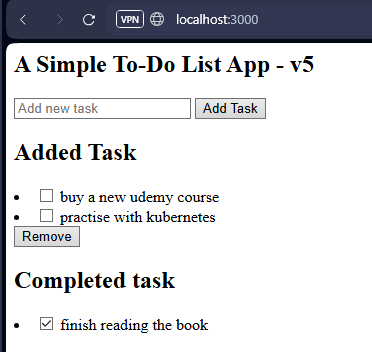 VPN localhost:3000
A Simple To-Do List App - v5
Add new task Add Task
Added Task
buy a new udemy course
practise with kubernetes
Remove
Completed task
finish reading the book